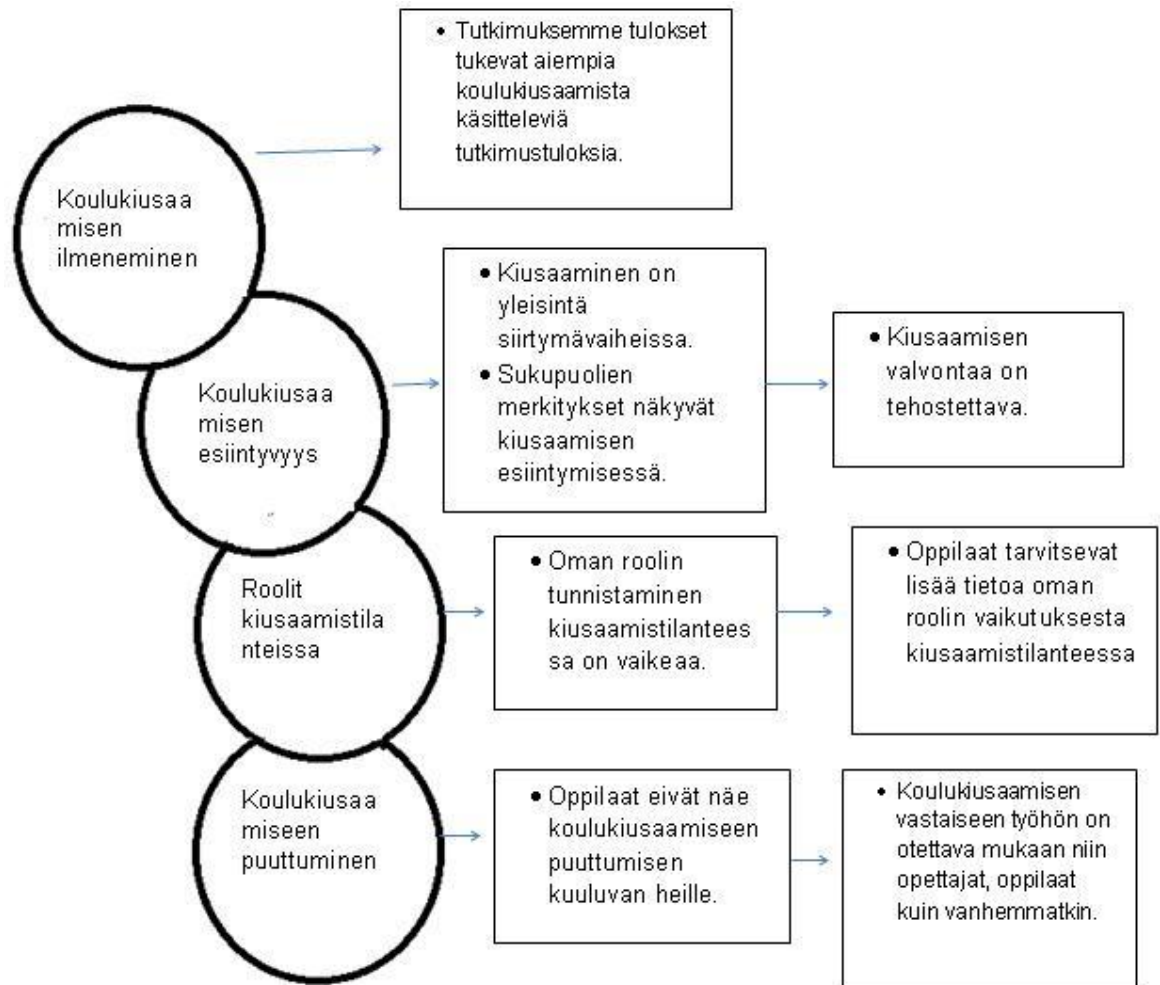 • Tutkimuksemme tulokset
tukevat aiempia
koulukiusaamista
käsitteleviä
tutkimustuloksia.
Koulukiusaa
misen
ilmeneminen
• Kiusaaminen on
yleisintä
siirtymävaiheissa.
• Sukupuolien
merkitykset näkyvät
kiusaamisen
esiintymisessä.
• Kiusaamisen
valvontaa on
tehostettava.
Koulukiusaa
misen
esiintyvyys
Roolit
kiusaamistila
nteissa
• Oman roolin
tunnistaminen
kiusaamistilantees
sa on vaikeaa.
• Oppilaat tarvitsevat
lisää tietoa oman
roolin vaikutuksesta
kiusaamistilanteessa
Koulukiusaa
miseen
puuttuminen
• Oppilaat eivät näe
koulukiusaamiseen
puuttumisen
kuuluvan heille.
• Koulukiusaamisen
vastaiseen työhön on
otettava mukaan niin
opettajat, oppilaat
kuin vanhemmatkin.